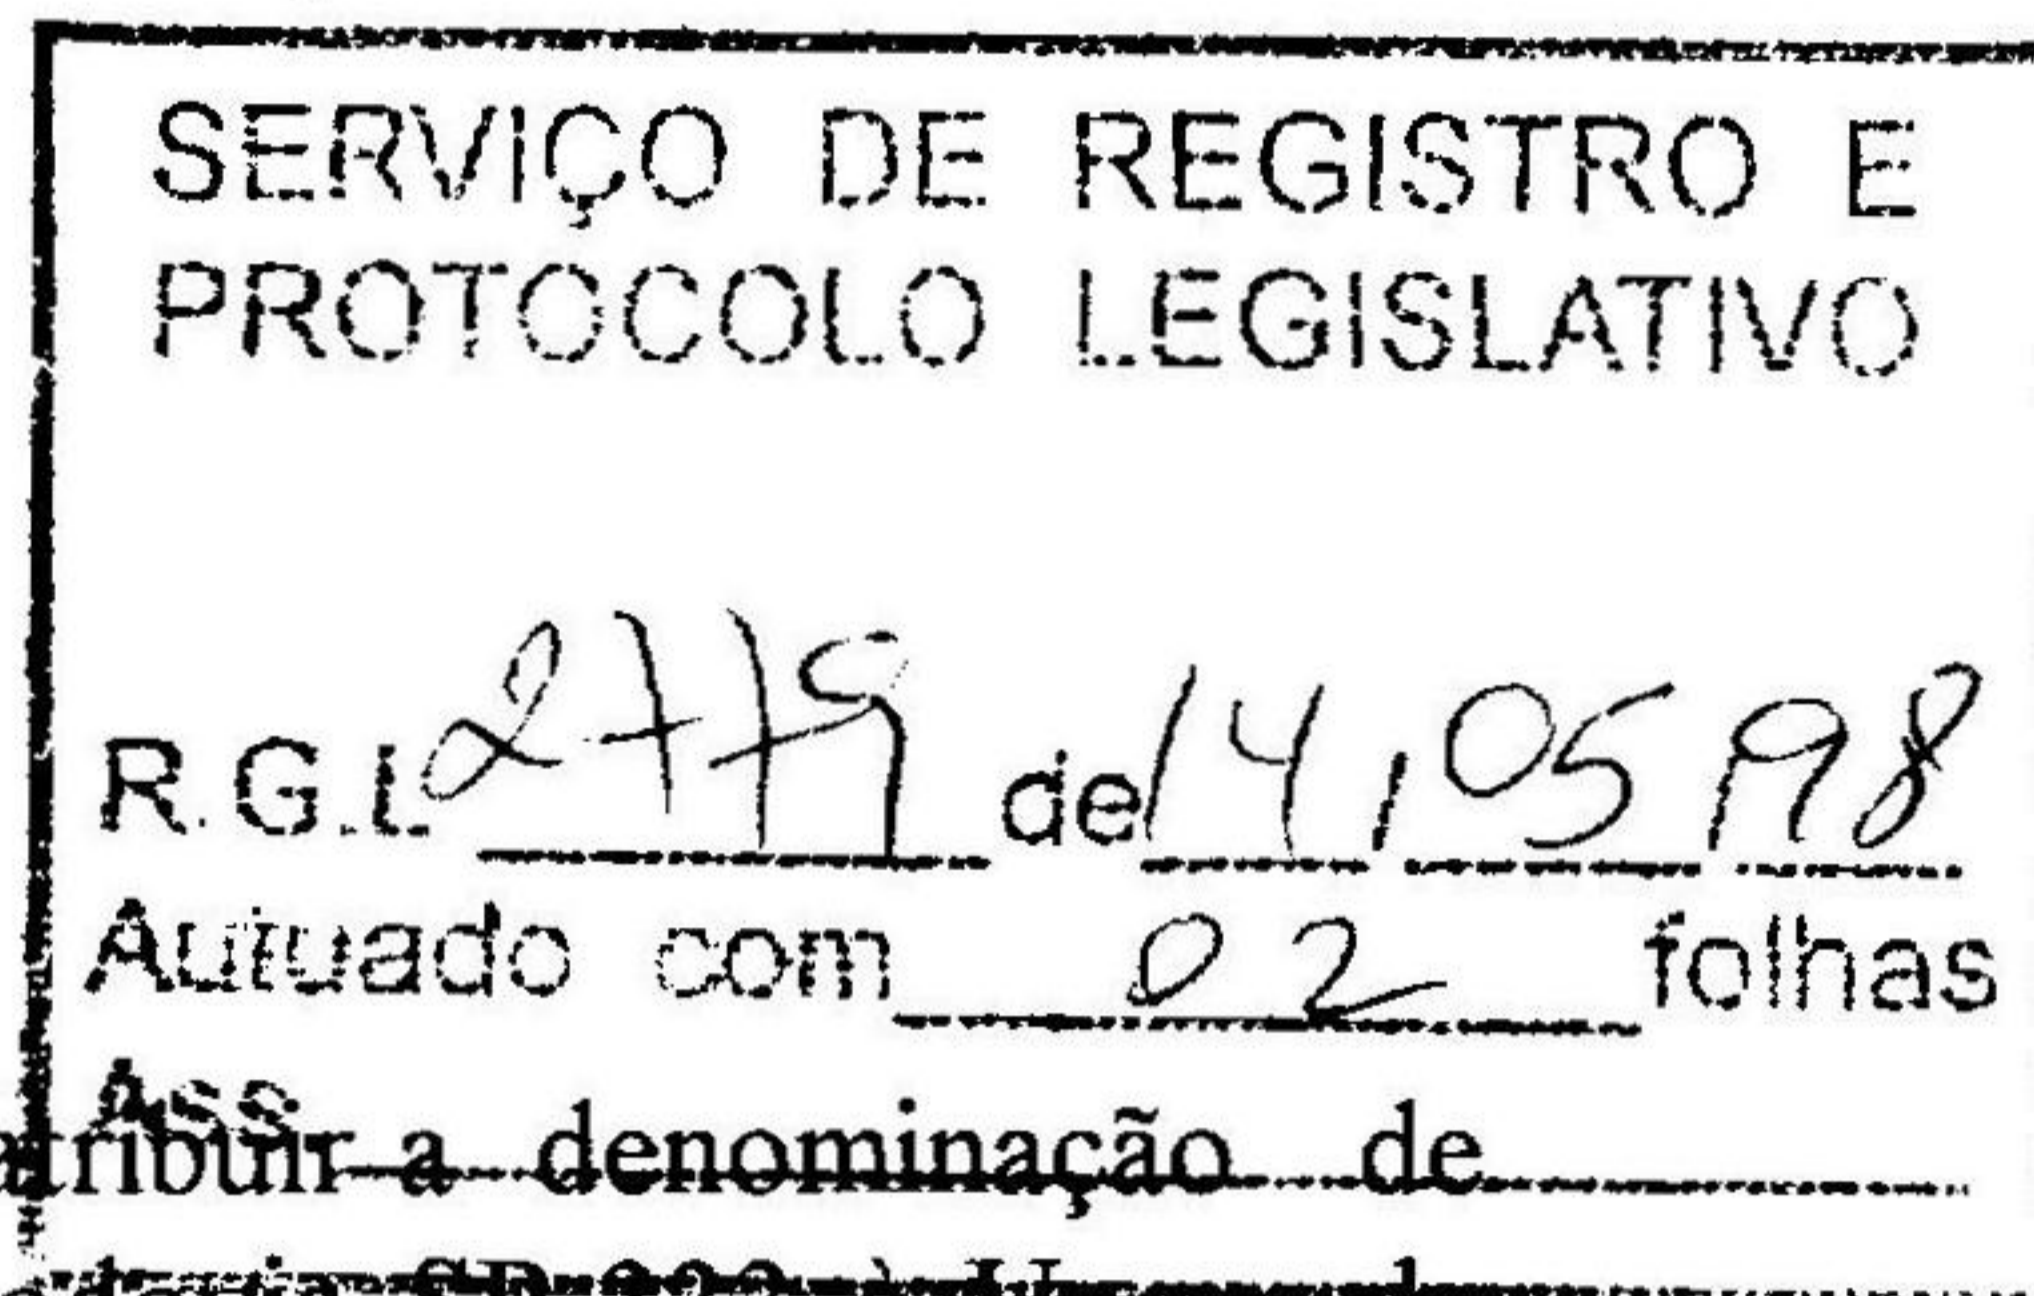 SERVIÇO DE REGISTRO E
PROTOCOLO LEGISLATIVO
R.G.L. 2779 de 14, 05, 98
Autuado com 02 folhas
Ass.
atribuir a denominação de